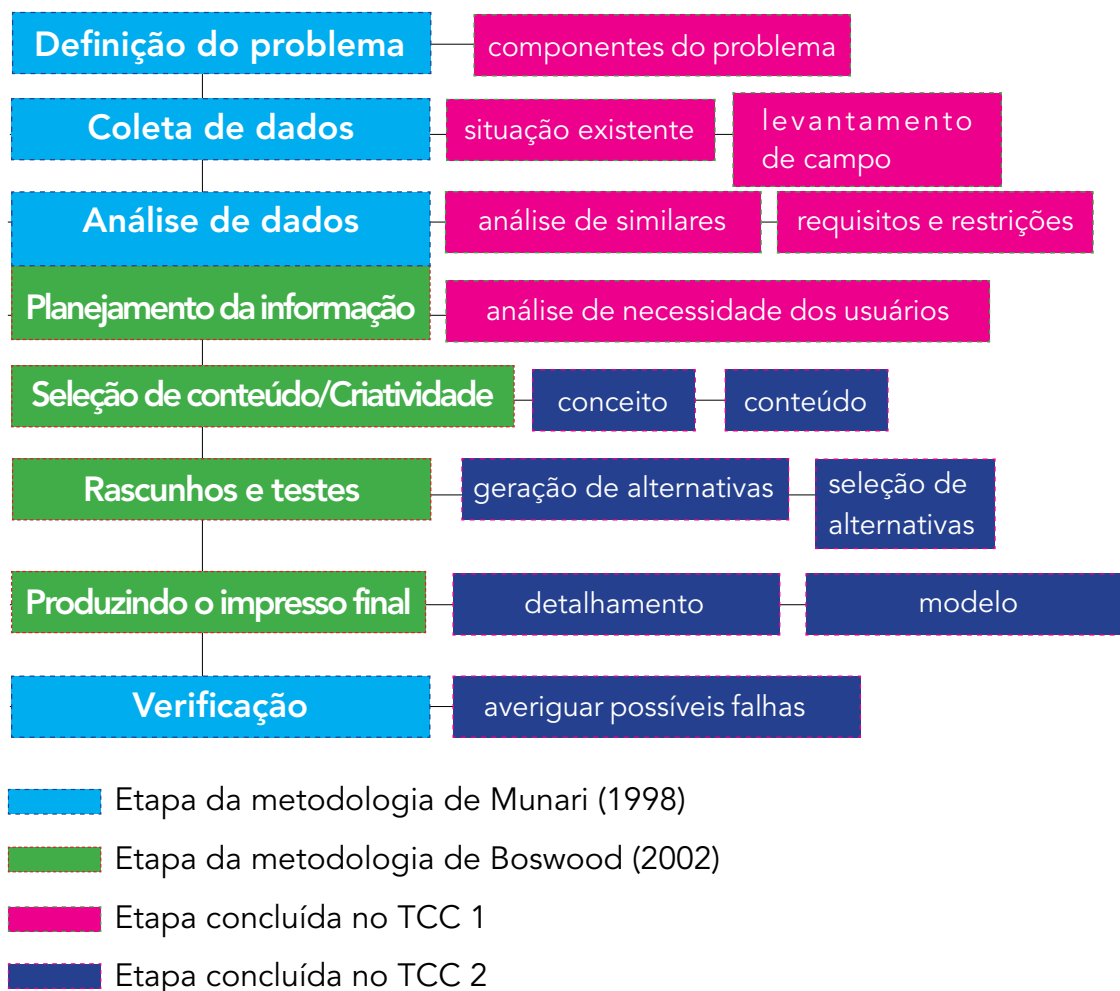 Definição do problema
componentes do problema
Coleta de dados
situação existente
levantamento
de campo
Análise de dados
análise de similares
requisitos e restrições
Planejamento da informação
análise de necessidade dos usuários
Seleção de conteúdo/Criatividade
conceito
conteúdo
Rascunhos e testes
geração de alternativas
seleção de
alternativas
Produzindo o impresso final
detalhamento
modelo
Verificação
averiguar possíveis falhas
Etapa da metodologia de Munari (1998)
Etapa da metodologia de Boswood (2002)
Etapa concluída no TCC 1
Etapa concluída no TCC 2